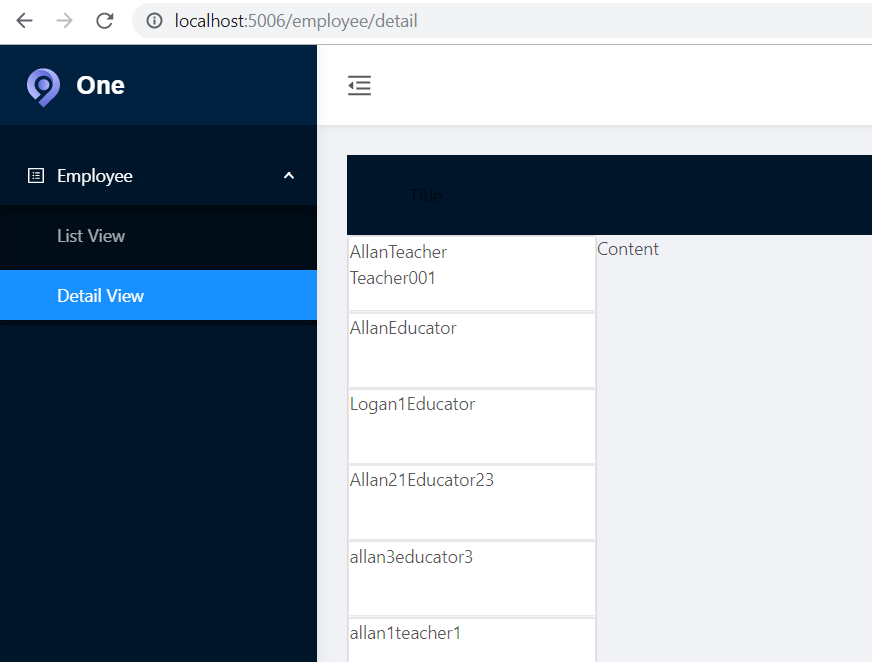 localhost:5006/employee/detail
One
Employee
List View
Detail View
Title
AllanTeacher
Teacher001
Content
AllanEducator
Logan1Educator
Allan21Educator23
allan3educator3
allan1teacher1